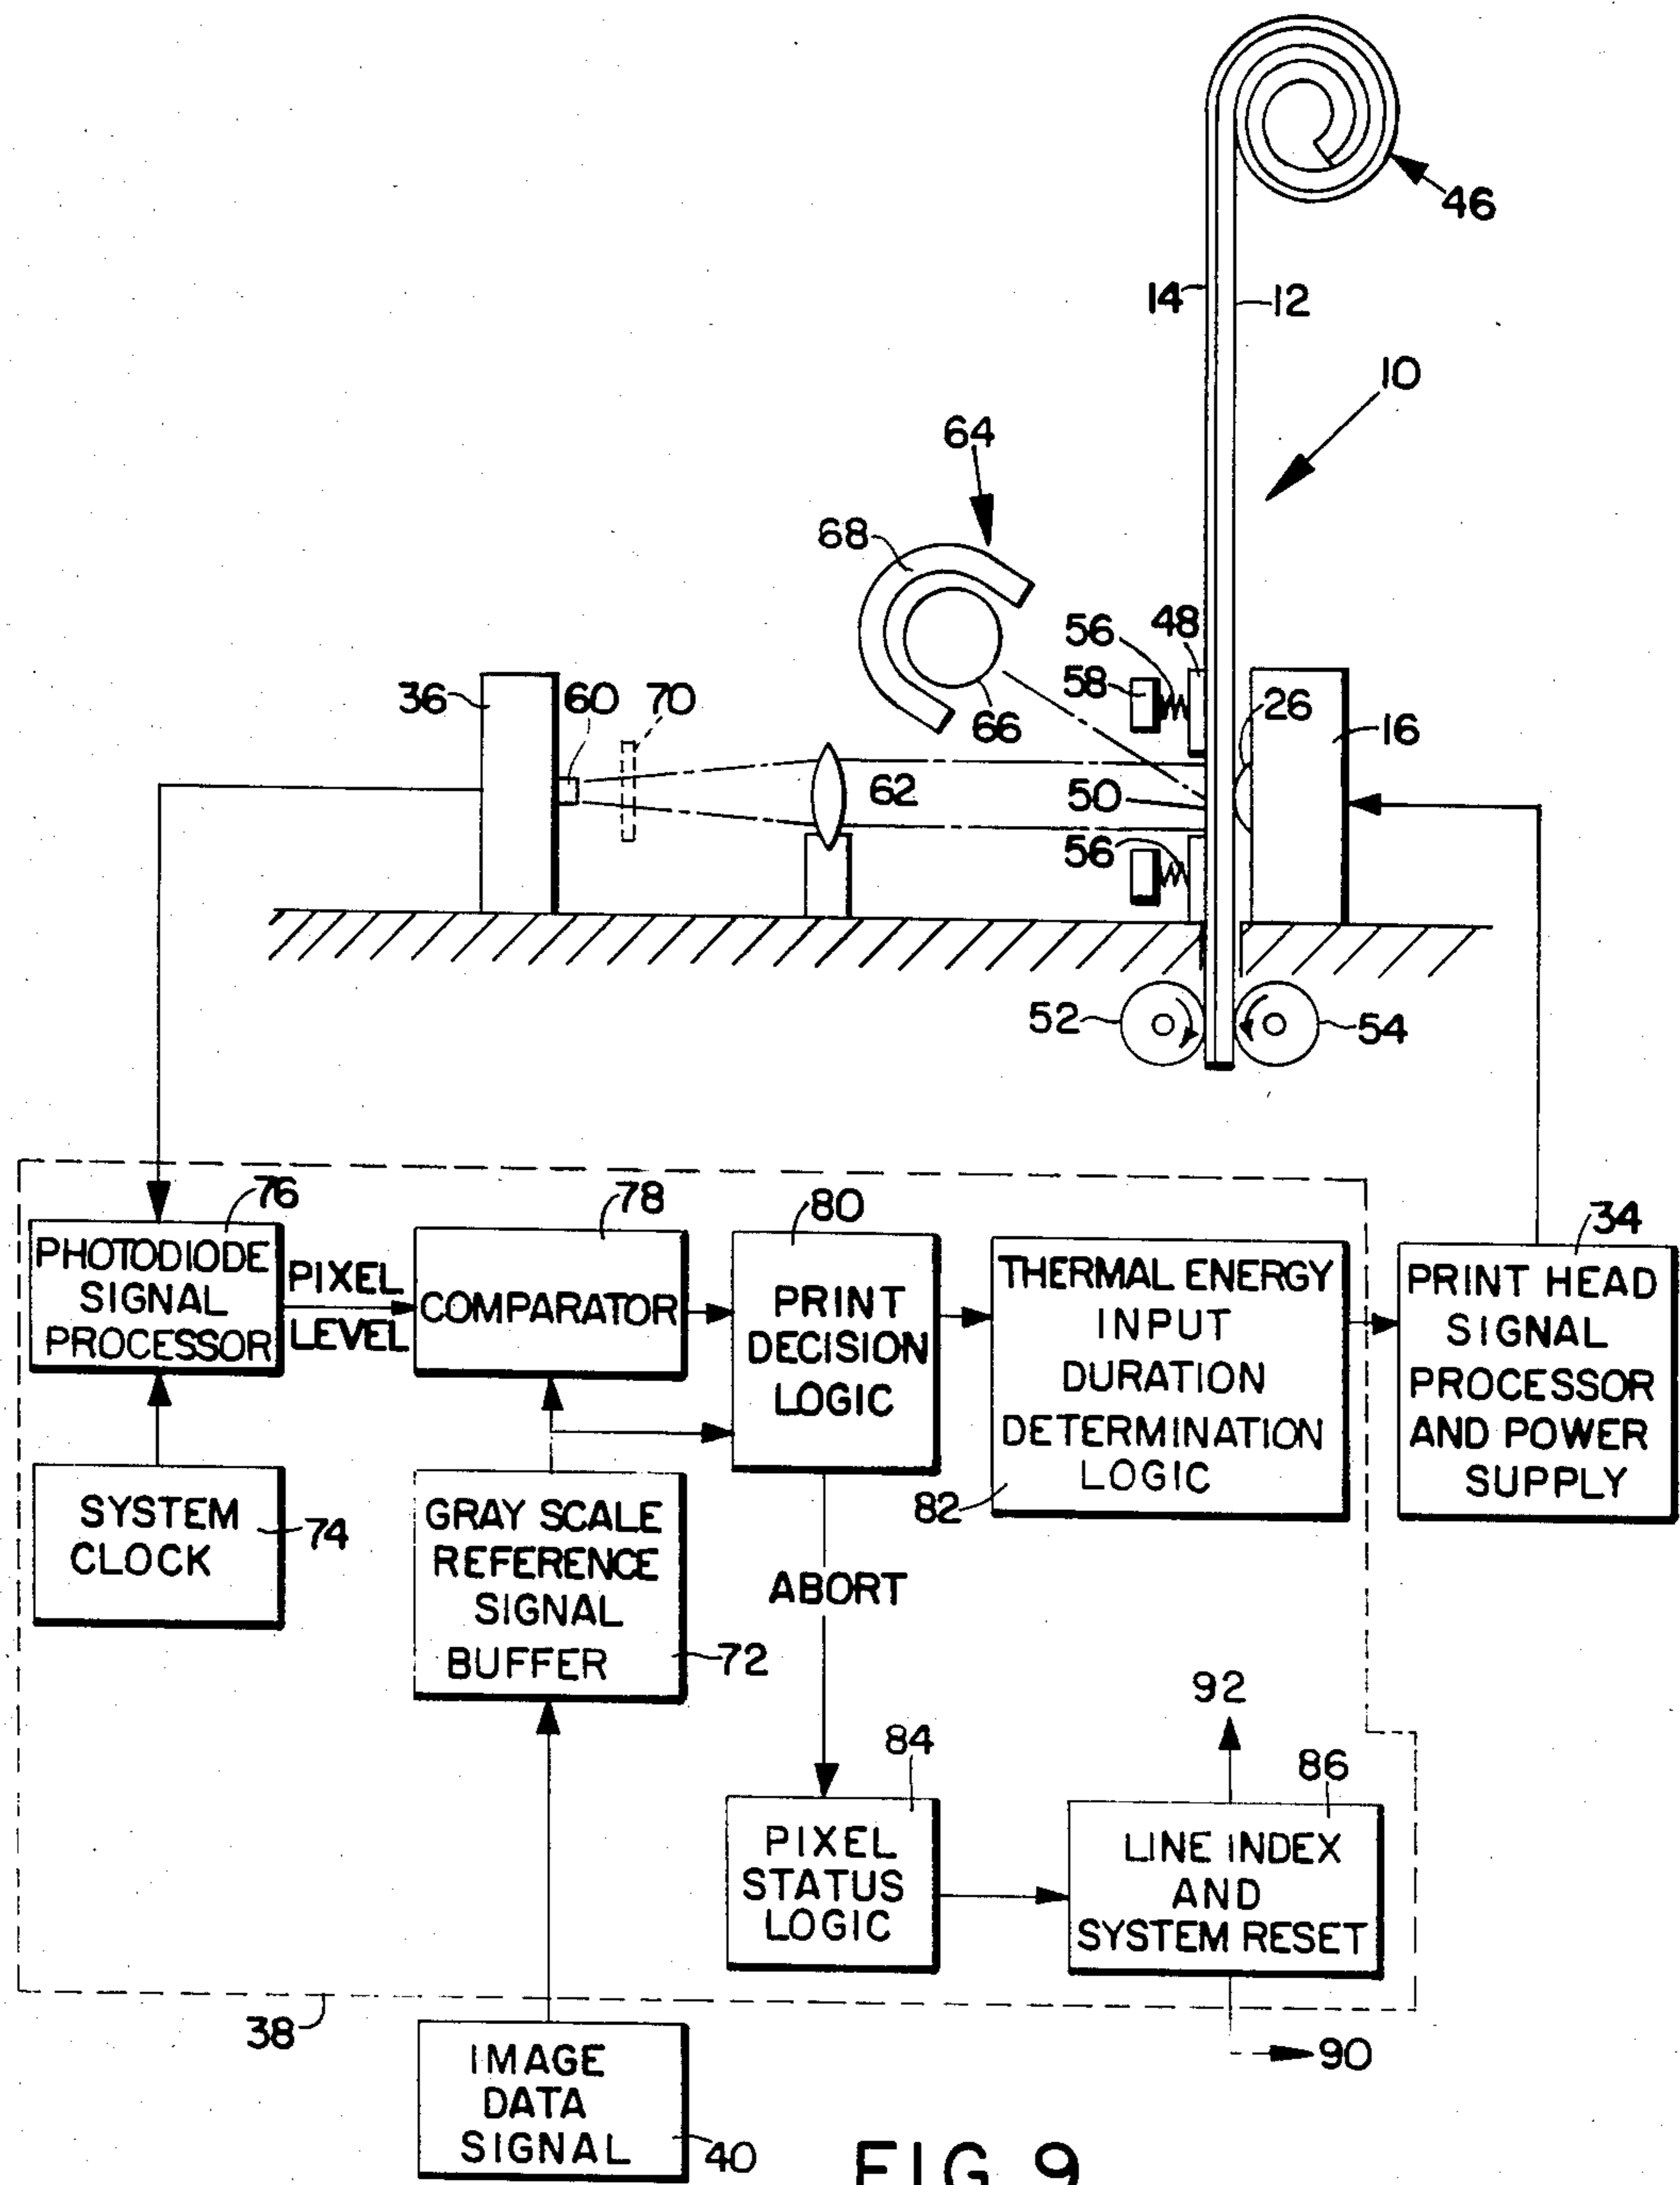 46
14
12
10
64
68
56
48
58
36
60
70
66
26
16
62
50
56
52
54
76
78
80
34
PHOTODIODE
SIGNAL
PROCESSOR
PIXEL
LEVEL
COMPARATOR
PRINT
DECISION
LOGIC
THERMAL ENERGY
INPUT
DURATION
DETERMINATION
LOGIC
82
PRINT HEAD
SIGNAL
PROCESSOR
AND POWER
SUPPLY
SYSTEM
CLOCK
74
GRAY SCALE
REFERENCE
SIGNAL
BUFFER
72
ABORT
92
84
86
PIXEL
STATUS
LOGIC
LINE INDEX
AND
SYSTEM RESET
38
90
IMAGE
DATA
SIGNAL
40
FIG 9